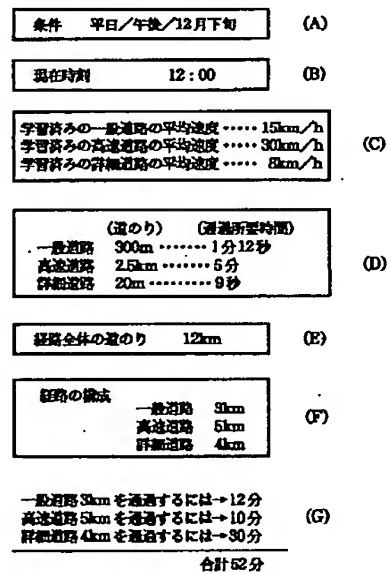 条件　平日／午後／12月下旬　(A)
現在時刻　12：00　(B)
学習済みの一般道路の平均速度 ····· 15km／h
学習済みの高速道路の平均速度 ····· 30km／h
学習済みの詳細道路の平均速度 ····· 8km／h
(C)
(道のり)　(通過所要時間)
一般道路　300m ······· 1分12秒
高速道路　2.5km ······· 5分
詳細道路　20m ········· 9秒
(D)
経路全体の道のり　12km　(E)
経路の構成
一般道路　3km
高速道路　5km
詳細道路　4km
(F)
一般道路3kmを通過するには→12分
高速道路5kmを通過するには→10分
詳細道路4kmを通過するには→30分
(G)
合計52分